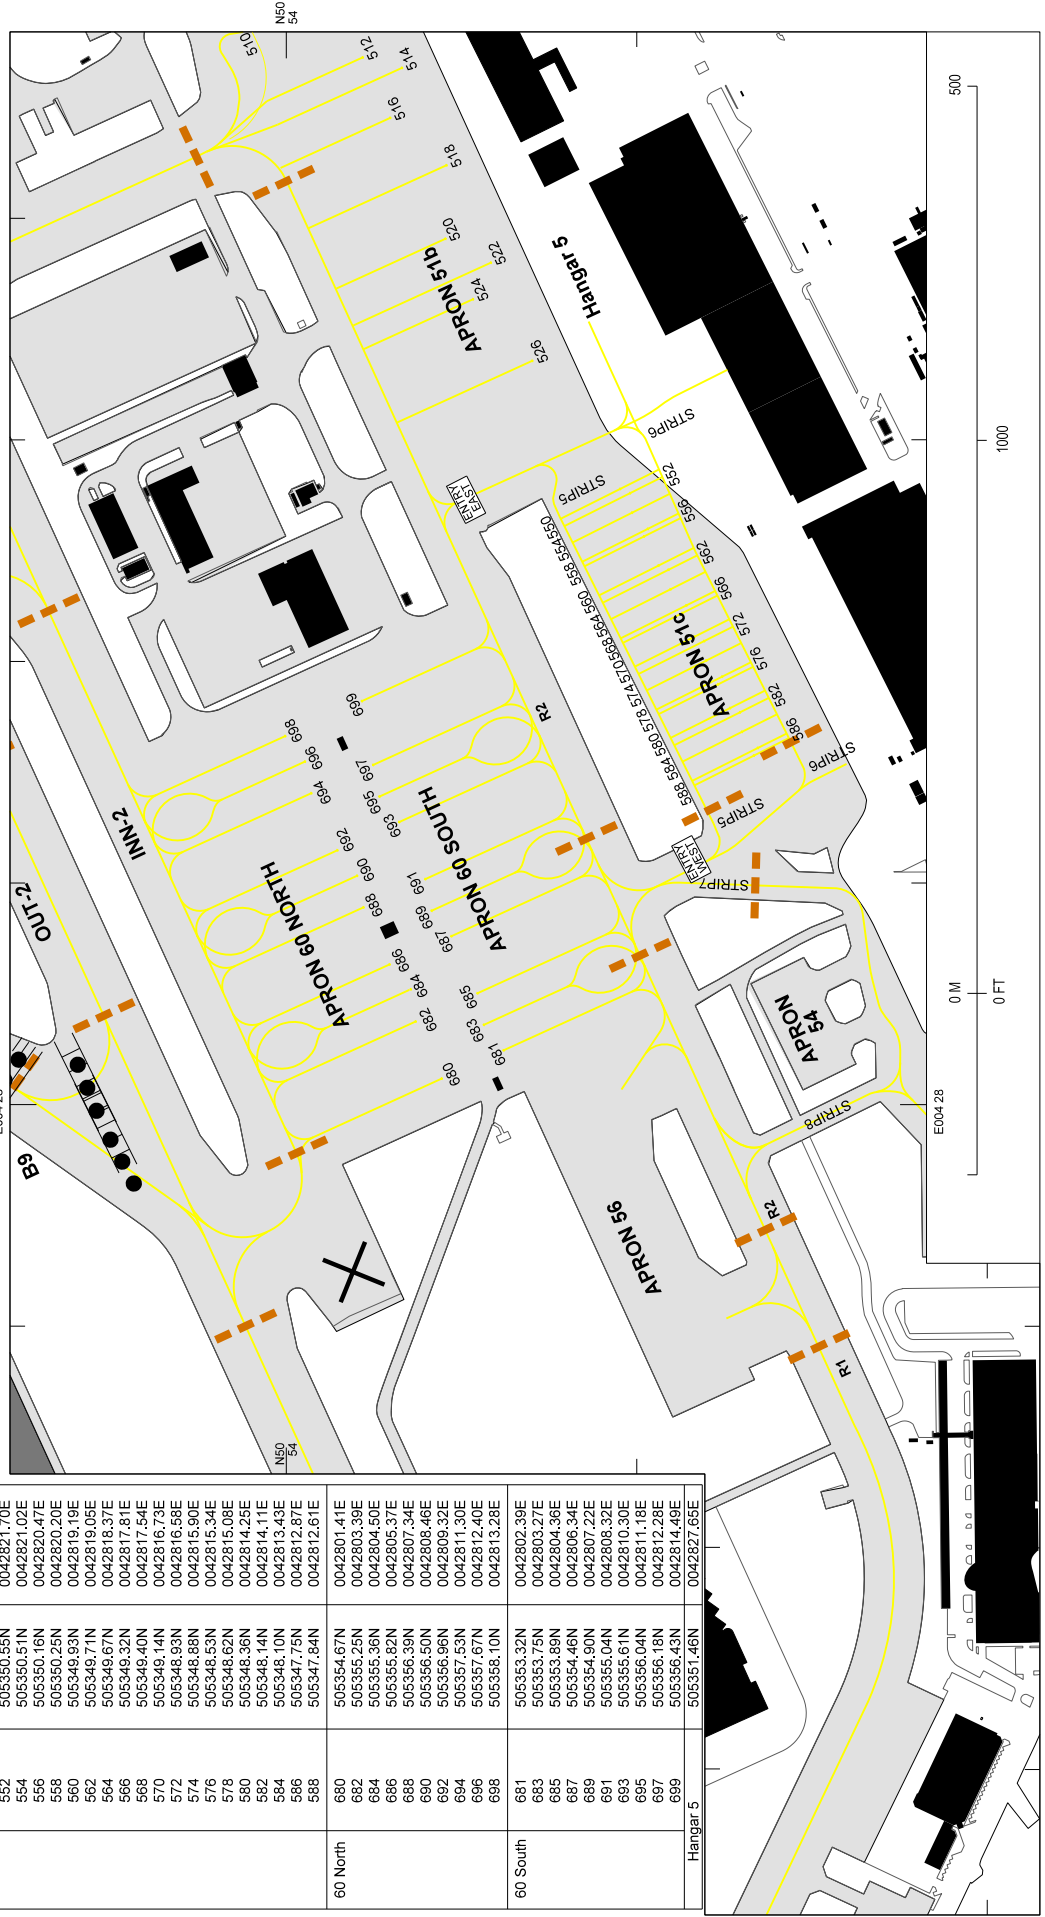 N50
54
510
512
514
516
518
520
522
524
526
APRON 51b
Hangar 5
ENTRY
EAST
STRIP6
STRIP5
552
556
562
566
572
576
582
586
550
554
558
560
564
568
570
574
578
580
584
588
APRON 51c
STRIP6
STRIP5
ENTRY
WEST
STRIP7
R2
OUT-2
INN-2
B9
698
696
694
692
690
688
686
684
682
680
APRON 60 NORTH
699
697
695
693
691
689
687
685
683
681
APRON 60 SOUTH
APRON
54
STRIP8
APRON 56
R2
R1
N50
54
E004 28
500
1000
0 M
0 FT
552 505350.55N 0042821.70E
554 505350.51N 0042821.02E
556 505350.16N 0042820.47E
558 505350.25N 0042820.20E
560 505349.93N 0042819.19E
562 505349.71N 0042819.05E
564 505349.67N 0042818.37E
566 505349.32N 0042817.81E
568 505349.40N 0042817.54E
570 505349.14N 0042816.73E
572 505348.93N 0042816.58E
574 505348.88N 0042815.90E
576 505348.53N 0042815.34E
578 505348.62N 0042815.08E
580 505348.36N 0042814.25E
582 505348.14N 0042814.11E
584 505348.10N 0042813.43E
586 505347.75N 0042812.87E
588 505347.84N 0042812.61E
60 North 680 505354.67N 0042801.41E
682 505355.25N 0042803.39E
684 505355.36N 0042804.50E
686 505355.82N 0042805.37E
688 505356.39N 0042807.34E
690 505356.50N 0042808.46E
692 505356.96N 0042809.32E
694 505357.53N 0042811.30E
696 505357.67N 0042812.40E
698 505358.10N 0042813.28E
60 South 681 505353.32N 0042802.39E
683 505353.75N 0042803.27E
685 505353.89N 0042804.36E
687 505354.46N 0042806.34E
689 505354.90N 0042807.22E
691 505355.04N 0042808.32E
693 505355.61N 0042810.30E
695 505356.04N 0042811.18E
697 505356.18N 0042812.28E
699 505356.43N 0042814.49E
Hangar 5 505351.46N 0042827.65E